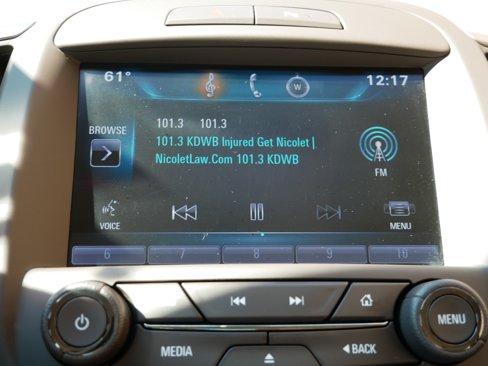 61° W 12:17
101.3 101.3
BROWSE
101.3 KDWB Injured Get Nicolet |
NicoletLaw.Com 101.3 KDWB
FM
VOICE
MENU
6 7 8 9 10
MENU
MEDIA
BACK